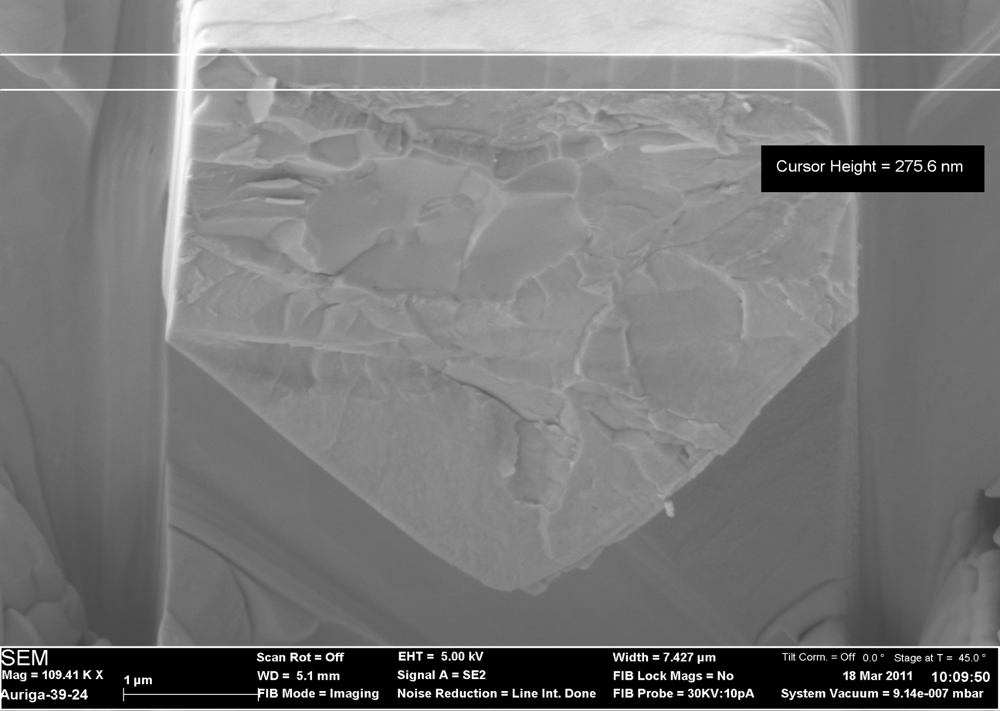 Cursor Height = 275.6 nm
SEM
Mag = 109.41 K X
Auriga-39-24
1 µm
Scan Rot = Off
WD = 5.1 mm
FIB Mode = Imaging
EHT = 5.00 kV
Signal A = SE2
Noise Reduction = Line Int. Done
Width = 7.427 µm
FIB Lock Mags = No
FIB Probe = 30KV:10pA
Tilt Corrn. = Off 0.0 ° Stage at T = 45.0 °
18 Mar 2011 10:09:50
System Vacuum = 9.14e-007 mbar